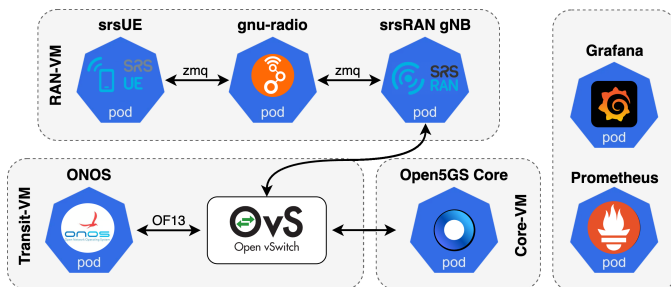 srsUE
gnu-radio
srsRAN gNB
RAN-VM
SRS
UE
zmq
zmq
SRS
RAN
pod
pod
pod
Grafana
pod
Prometheus
pod
Transit-VM
ONOS
onos
pod
OF13
OvS
Open vSwitch
Open5GS Core
pod
Core-VM